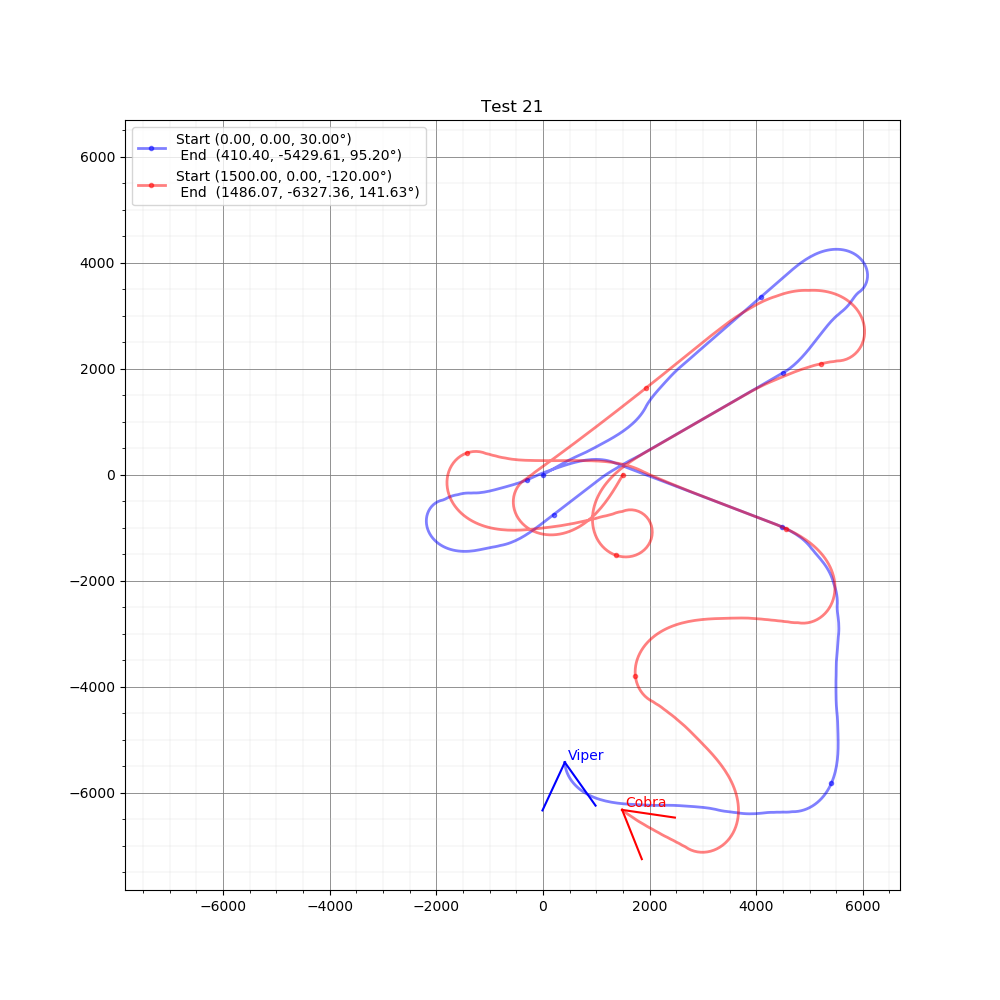 Test 21
Start (0.00, 0.00, 30.00°)
End (410.40, -5429.61, 95.20°)
Start (1500.00, 0.00, -120.00°)
End (1486.07, -6327.36, 141.63°)
6000
4000
2000
0
−2000
−4000
−6000
Viper
Cobra
−6000 −4000 −2000 0 2000 4000 6000